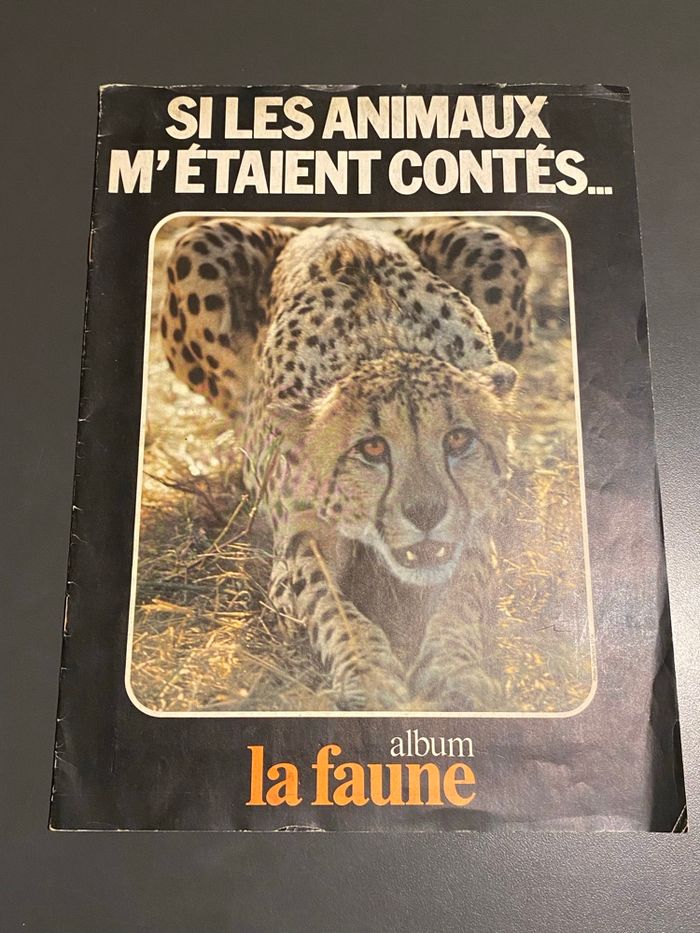 SI LES ANIMAUX
M'ÉTAIENT CONTÉS...
album
la faune